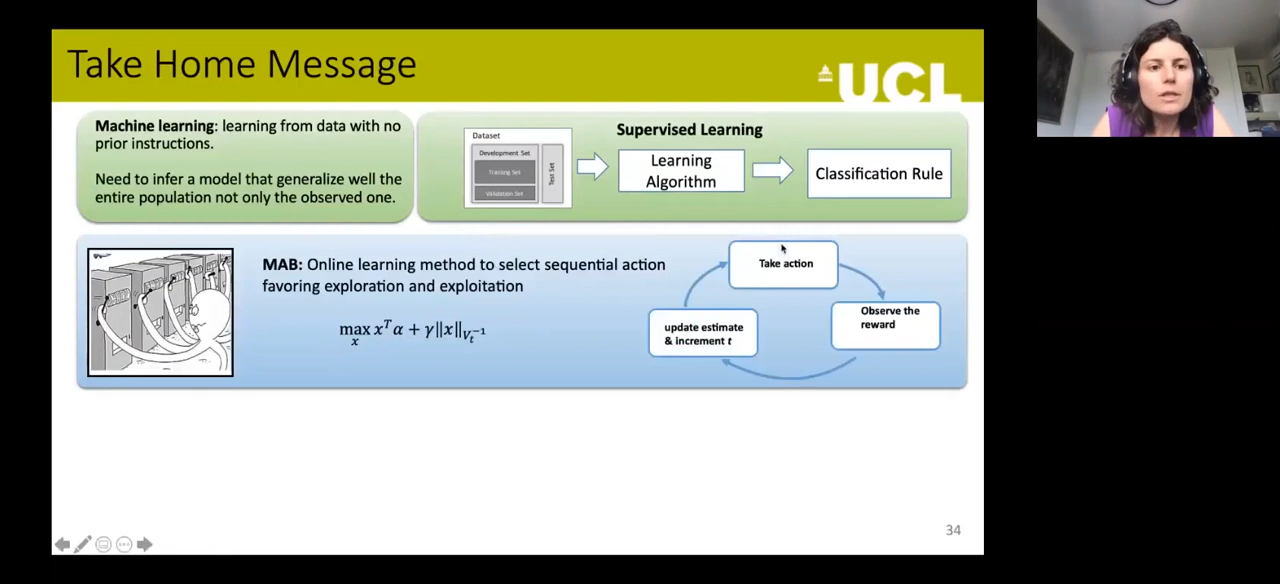 Take Home Message
UCL
Machine learning: learning from data with no
prior instructions.
Need to infer a model that generalize well the
entire population not only the observed one.
Supervised Learning
Dataset
Development Set
Training Set
Validation Set
Test Set
Learning
Algorithm
Classification Rule
MAB: Online learning method to select sequential action
favoring exploration and exploitation
max x^T α + γ‖x‖_{V_t^{-1}}
x
Take action
Observe the
reward
update estimate
& increment t
34